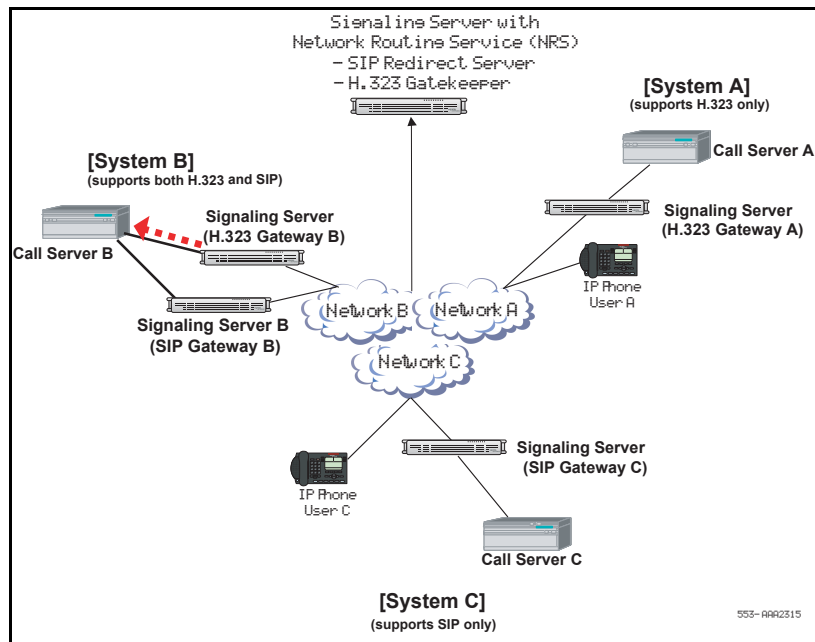 Signaling Server with
Network Routing Service (NRS)
- SIP Redirect Server
- H.323 Gatekeeper
[System A]
(supports H.323 only)
Call Server A
[System B]
(supports both H.323 and SIP)
Signaling Server
(H.323 Gateway B)
Signaling Server
(H.323 Gateway A)
Call Server B
IP Phone
User A
Network B
Network A
Signaling Server B
(SIP Gateway B)
Network C
Signaling Server
(SIP Gateway C)
IP Phone
User C
Call Server C
[System C]
(supports SIP only)
553-AAA2315